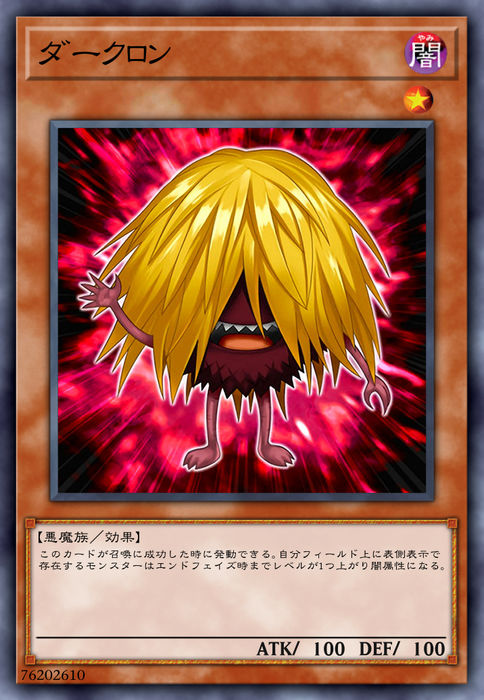 ダークロン
やみ
闇
【悪魔族／効果】
このカードが召喚に成功した時に発動できる。自分フィールド上に表側表示で
存在するモンスターはエンドフェイズ時までレベルが1つ上がり闇属性になる。
ATK/ 100 DEF/ 100
76202610